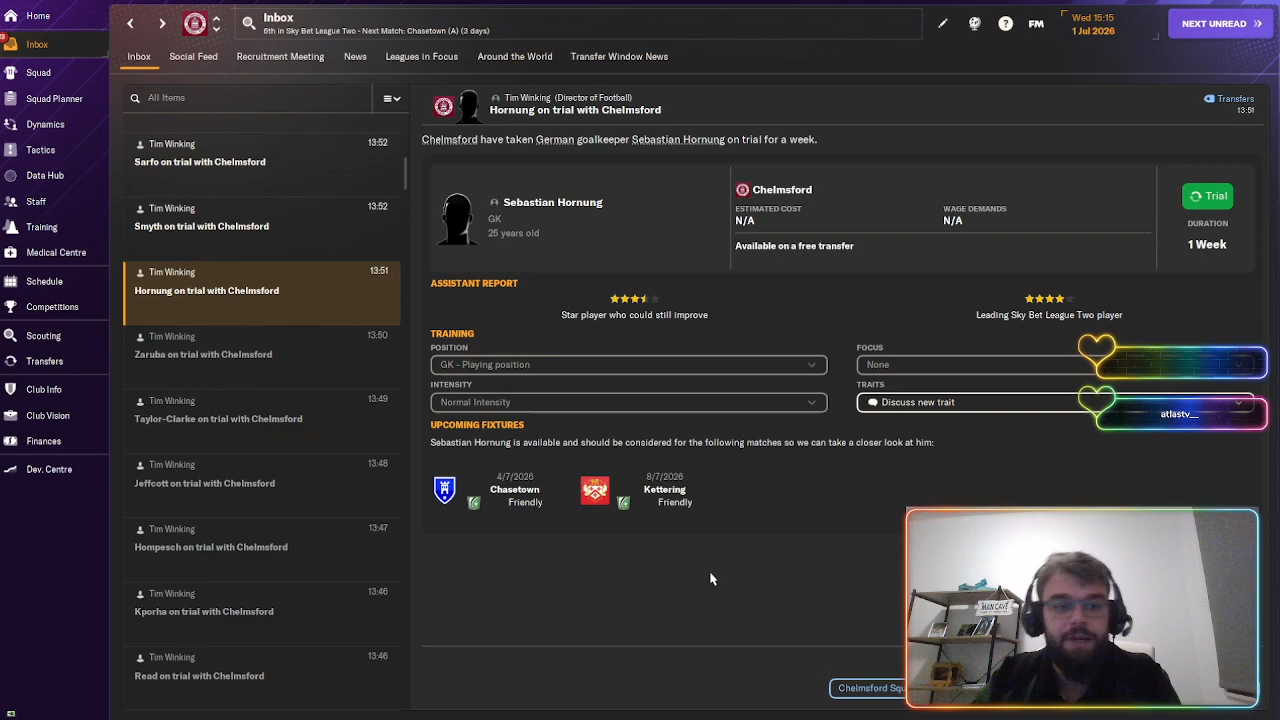 Home
Inbox
13
Squad
Squad Planner
Dynamics
Tactics
Data Hub
Staff
Training
Medical Centre
Schedule
Competitions
Scouting
Transfers
Club Info
Club Vision
Finances
Dev. Centre
Inbox
6th in Sky Bet League Two - Next Match: Chasetown (A) (3 days)
FM
Wed 15:15
1 Jul 2026
NEXT UNREAD
Inbox
Social Feed
Recruitment Meeting
News
Leagues in Focus
Around the World
Transfer Window News
All Items
Tim Winking 13:52
Sarfo on trial with Chelmsford
Tim Winking 13:52
Smyth on trial with Chelmsford
Tim Winking 13:51
Hornung on trial with Chelmsford
Tim Winking 13:50
Zaruba on trial with Chelmsford
Tim Winking 13:49
Taylor-Clarke on trial with Chelmsford
Tim Winking 13:48
Jeffcott on trial with Chelmsford
Tim Winking 13:47
Hompesch on trial with Chelmsford
Tim Winking 13:46
Kporha on trial with Chelmsford
Tim Winking 13:46
Read on trial with Chelmsford
Tim Winking (Director of Football)
Hornung on trial with Chelmsford
Transfers
13:51
Chelmsford have taken German goalkeeper Sebastian Hornung on trial for a week.
Sebastian Hornung
GK
25 years old
Chelmsford
ESTIMATED COST
N/A
WAGE DEMANDS
N/A
Available on a free transfer
Trial
DURATION
1 Week
ASSISTANT REPORT
Star player who could still improve
Leading Sky Bet League Two player
TRAINING
POSITION
GK - Playing position
FOCUS
None
INTENSITY
Normal Intensity
TRAITS
Discuss new trait
atlastv__
UPCOMING FIXTURES
Sebastian Hornung is available and should be considered for the following matches so we can take a closer look at him:
4/7/2026
Chasetown
Friendly
8/7/2026
Kettering
Friendly
Chelmsford Squ
MAN CAVE